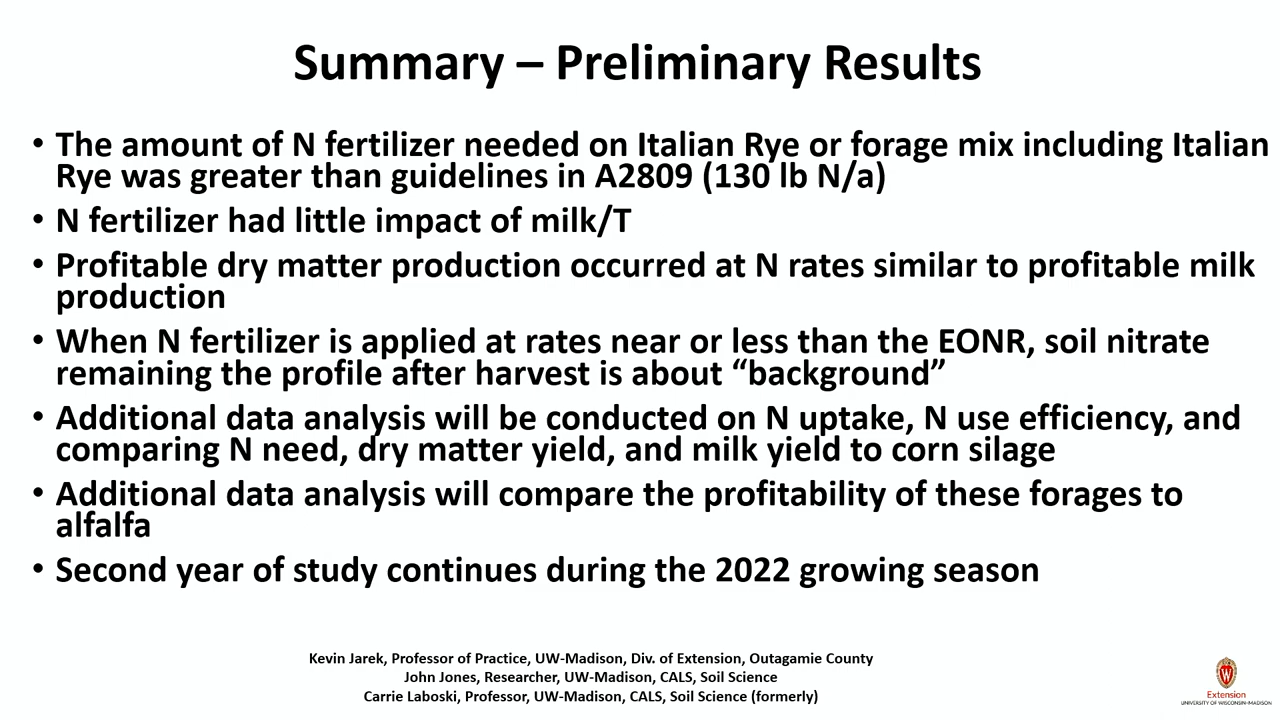 Summary – Preliminary Results
• The amount of N fertilizer needed on Italian Rye or forage mix including Italian
Rye was greater than guidelines in A2809 (130 lb N/a)
• N fertilizer had little impact of milk/T
• Profitable dry matter production occurred at N rates similar to profitable milk
production
• When N fertilizer is applied at rates near or less than the EONR, soil nitrate
remaining the profile after harvest is about “background”
• Additional data analysis will be conducted on N uptake, N use efficiency, and
comparing N need, dry matter yield, and milk yield to corn silage
• Additional data analysis will compare the profitability of these forages to
alfalfa
• Second year of study continues during the 2022 growing season
Kevin Jarek, Professor of Practice, UW-Madison, Div. of Extension, Outagamie County
John Jones, Researcher, UW-Madison, CALS, Soil Science
Carrie Laboski, Professor, UW-Madison, CALS, Soil Science (formerly)
Extension
UNIVERSITY OF WISCONSIN-MADISON